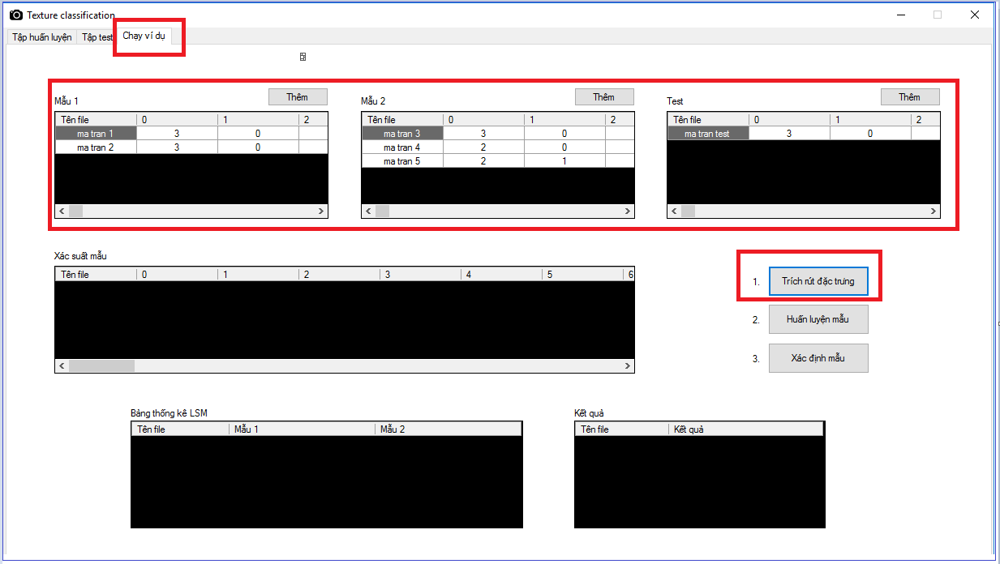 Texture classification
Tập huấn luyện Tập test Chạy ví dụ
Mẫu 1 Thêm
Tên file 0 1 2
ma tran 1 3 0
ma tran 2 3 0
Mẫu 2 Thêm
Tên file 0 1 2
ma tran 3 3 0
ma tran 4 2 0
ma tran 5 2 1
Test Thêm
Tên file 0 1 2
ma tran test 3 0
Xác suất mẫu
Tên file 0 1 2 3 4 5 6
1. Trích rút đặc trưng
2. Huấn luyện mẫu
3. Xác định mẫu
Bảng thống kê LSM
Tên file Mẫu 1 Mẫu 2
Kết quả
Tên file Kết quả